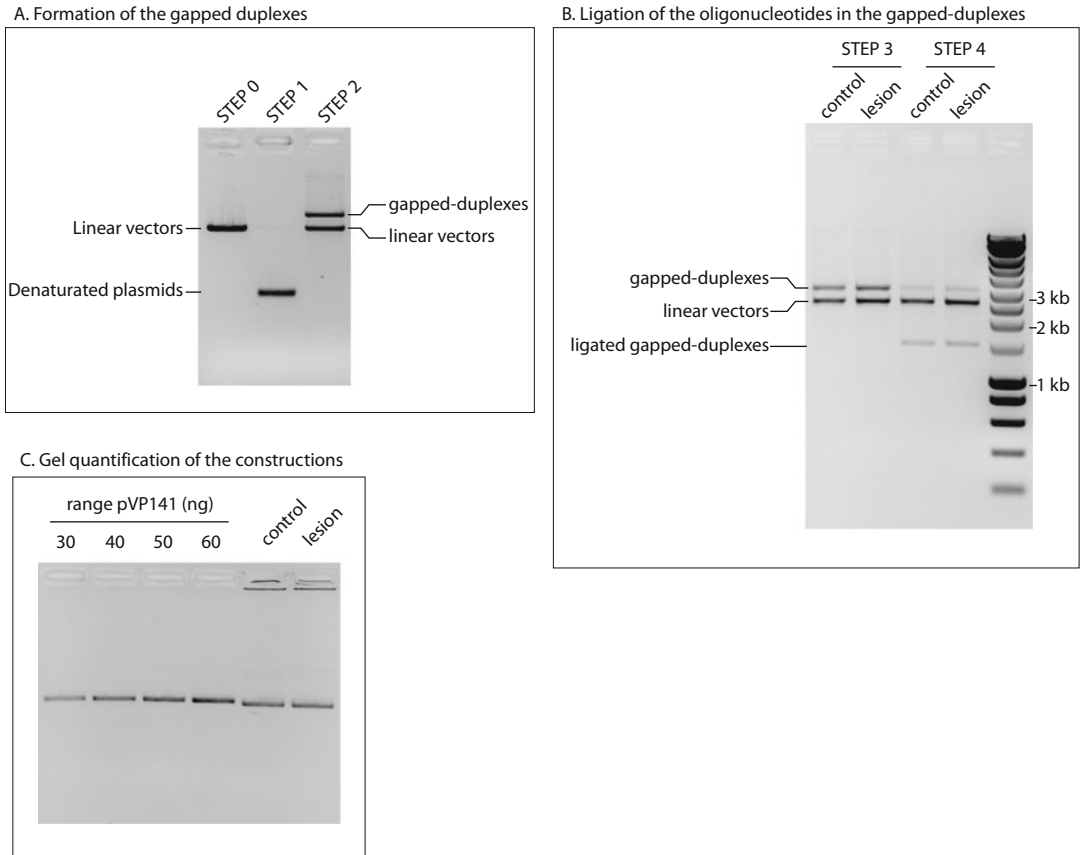 A. Formation of the gapped duplexes
STEP 0
STEP 1
STEP 2
Linear vectors
gapped-duplexes
linear vectors
Denaturated plasmids
B. Ligation of the oligonucleotides in the gapped-duplexes
STEP 3
STEP 4
control
lesion
control
lesion
gapped-duplexes
linear vectors
ligated gapped-duplexes
3 kb
2 kb
1 kb
C. Gel quantification of the constructions
range pVP141 (ng)
30 40 50 60
control
lesion